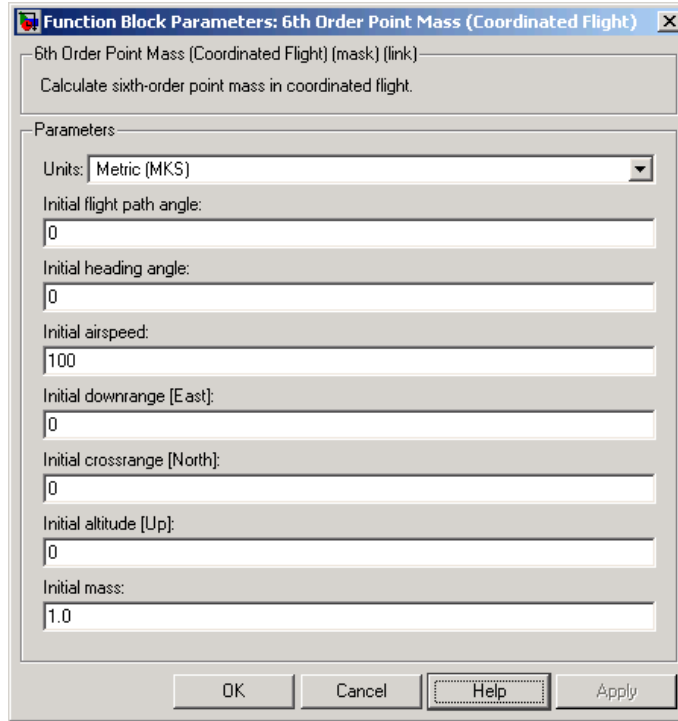 Function Block Parameters: 6th Order Point Mass (Coordinated Flight)
6th Order Point Mass (Coordinated Flight) (mask) (link)
Calculate sixth-order point mass in coordinated flight.
Parameters
Units: Metric (MKS)
Initial flight path angle:
0
Initial heading angle:
0
Initial airspeed:
100
Initial downrange [East]:
0
Initial crossrange [North]:
0
Initial altitude [Up]:
0
Initial mass:
1.0
OK Cancel Help Apply